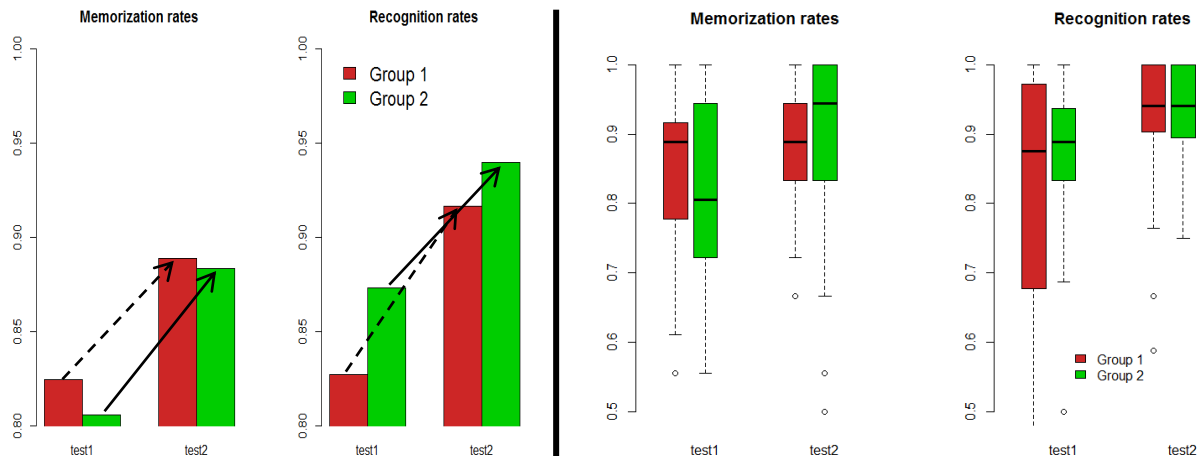 Memorization rates
1.00
0.95
0.90
0.85
0.80
test1
test2
Recognition rates
1.00
0.95
0.90
0.85
0.80
Group 1
Group 2
test1
test2
Memorization rates
1.0
0.9
0.8
0.7
0.6
0.5
test1
test2
Recognition rates
1.0
0.9
0.8
0.7
0.6
0.5
Group 1
Group 2
test1
test2